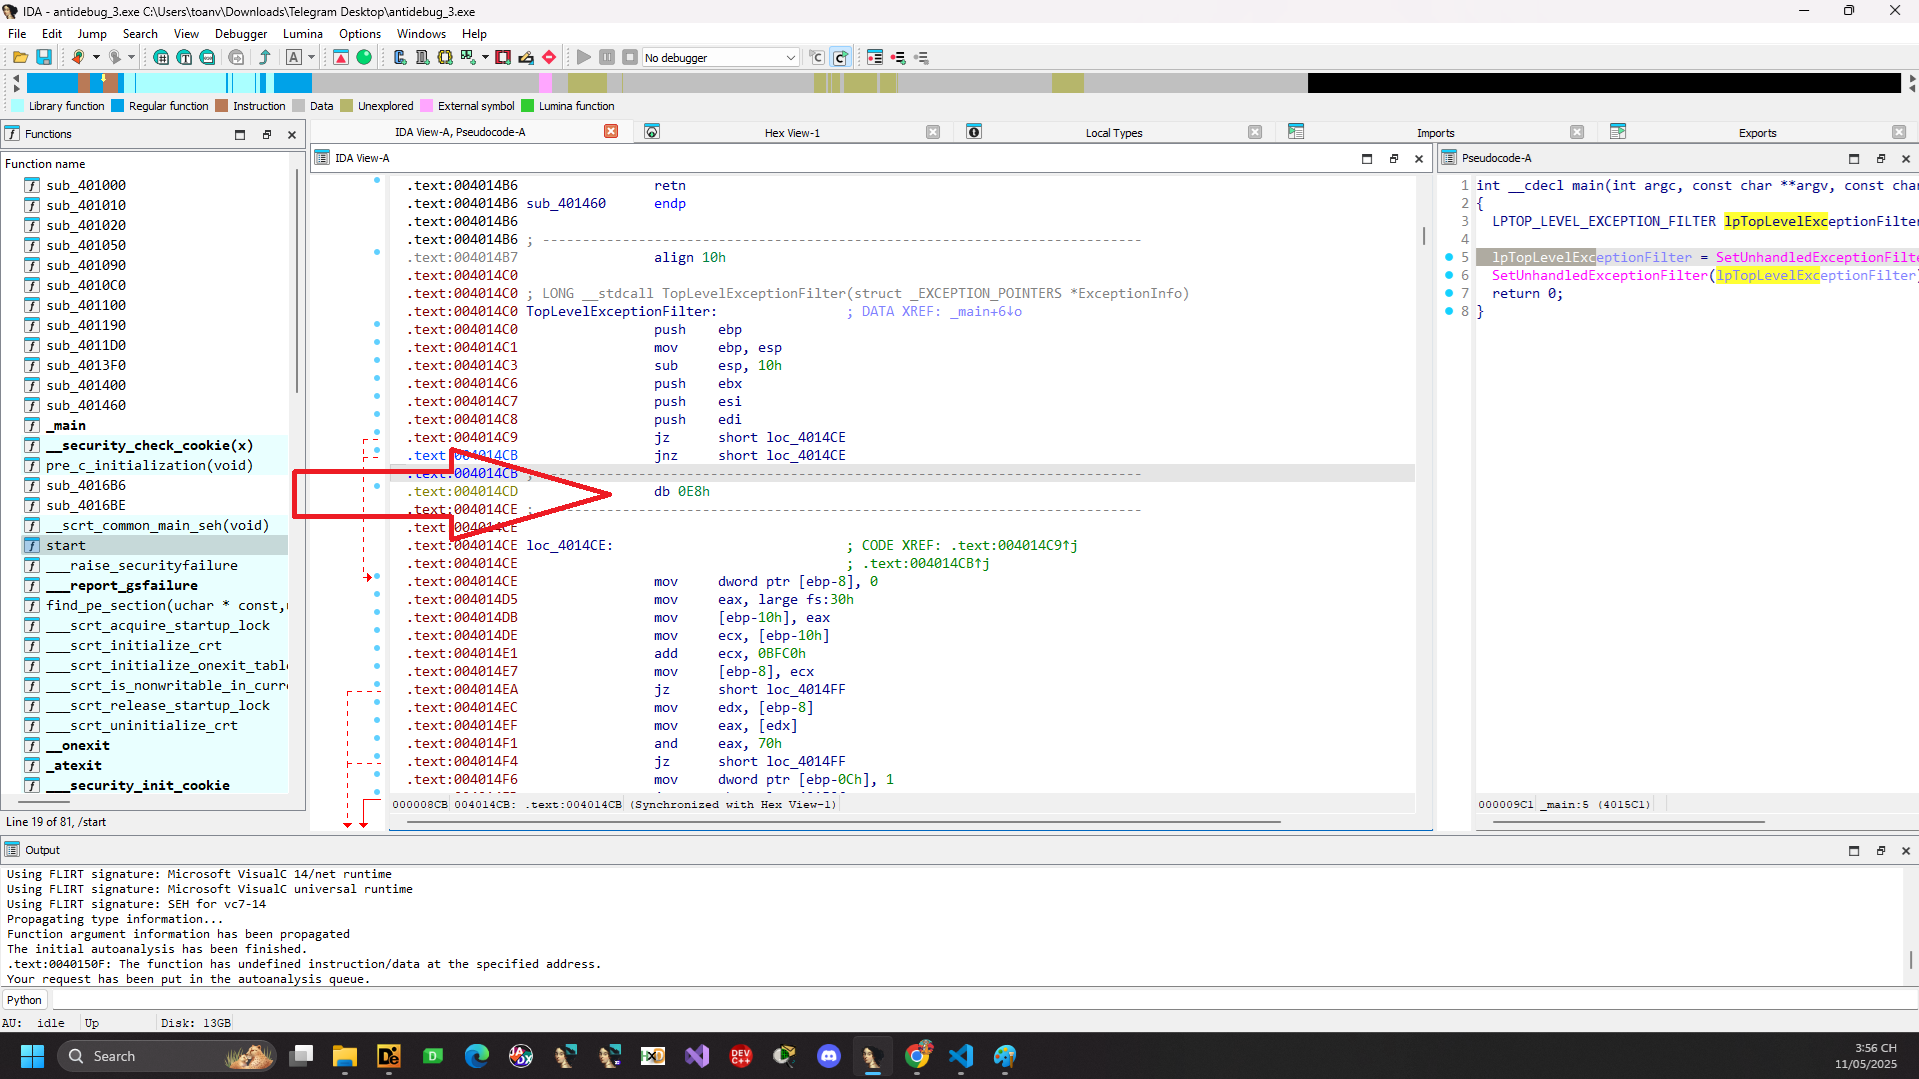 IDA - antidebug_3.exe C:\Users\toanv\Downloads\Telegram Desktop\antidebug_3.exe
File Edit Jump Search View Debugger Lumina Options Windows Help
No debugger
Library function Regular function Instruction Data Unexplored External symbol Lumina function
Functions
IDA View-A, Pseudocode-A
Hex View-1
Local Types
Imports
Exports
Function name
sub_401000
sub_401010
sub_401020
sub_401050
sub_401090
sub_4010C0
sub_401100
sub_401190
sub_4011D0
sub_4013F0
sub_401400
sub_401460
_main
__security_check_cookie(x)
pre_c_initialization(void)
sub_4016B6
sub_4016BE
__scrt_common_main_seh(void)
start
___raise_securityfailure
___report_gsfailure
find_pe_section(uchar * const,
___scrt_acquire_startup_lock
___scrt_initialize_crt
___scrt_initialize_onexit_table
___scrt_is_nonwritable_in_curre
___scrt_release_startup_lock
___scrt_uninitialize_crt
__onexit
_atexit
___security_init_cookie
Line 19 of 81, /start
IDA View-A
.text:004014B6 retn
.text:004014B6 sub_401460 endp
.text:004014B6
.text:004014B6 ; ---------------------------------------------------------------------------
.text:004014B7 align 10h
.text:004014C0
.text:004014C0 ; LONG __stdcall TopLevelExceptionFilter(struct _EXCEPTION_POINTERS *ExceptionInfo)
.text:004014C0 TopLevelExceptionFilter: ; DATA XREF: _main+6↓o
.text:004014C0 push ebp
.text:004014C1 mov ebp, esp
.text:004014C3 sub esp, 10h
.text:004014C6 push ebx
.text:004014C7 push esi
.text:004014C8 push edi
.text:004014C9 jz short loc_4014CE
.text:004014CB jnz short loc_4014CE
.text:004014CB ; ---------------------------------------------------------------------------
.text:004014CD db 0E8h
.text:004014CE ; ---------------------------------------------------------------------------
.text:004014CE
.text:004014CE loc_4014CE: ; CODE XREF: .text:004014C9↑j
.text:004014CE ; .text:004014CB↑j
.text:004014CE mov dword ptr [ebp-8], 0
.text:004014D5 mov eax, large fs:30h
.text:004014DB mov [ebp-10h], eax
.text:004014DE mov ecx, [ebp-10h]
.text:004014E1 add ecx, 0BFC0h
.text:004014E7 mov [ebp-8], ecx
.text:004014EA jz short loc_4014FF
.text:004014EC mov edx, [ebp-8]
.text:004014EF mov eax, [edx]
.text:004014F1 and eax, 70h
.text:004014F4 jz short loc_4014FF
.text:004014F6 mov dword ptr [ebp-0Ch], 1
000008CB 004014CB: .text:004014CB (Synchronized with Hex View-1)
Pseudocode-A
1 int __cdecl main(int argc, const char **argv, const char
2 {
3 LPTOP_LEVEL_EXCEPTION_FILTER lpTopLevelExceptionFilter
4
5 lpTopLevelExceptionFilter = SetUnhandledExceptionFilte
6 SetUnhandledExceptionFilter(lpTopLevelExceptionFilter)
7 return 0;
8 }
000009C1 _main:5 (4015C1)
Output
Using FLIRT signature: Microsoft VisualC 14/net runtime
Using FLIRT signature: Microsoft VisualC universal runtime
Using FLIRT signature: SEH for vc7-14
Propagating type information...
Function argument information has been propagated
The initial autoanalysis has been finished.
.text:0040150F: The function has undefined instruction/data at the specified address.
Your request has been put in the autoanalysis queue.
Python
AU: idle Up Disk: 13GB
Search
3:56 CH
11/05/2025